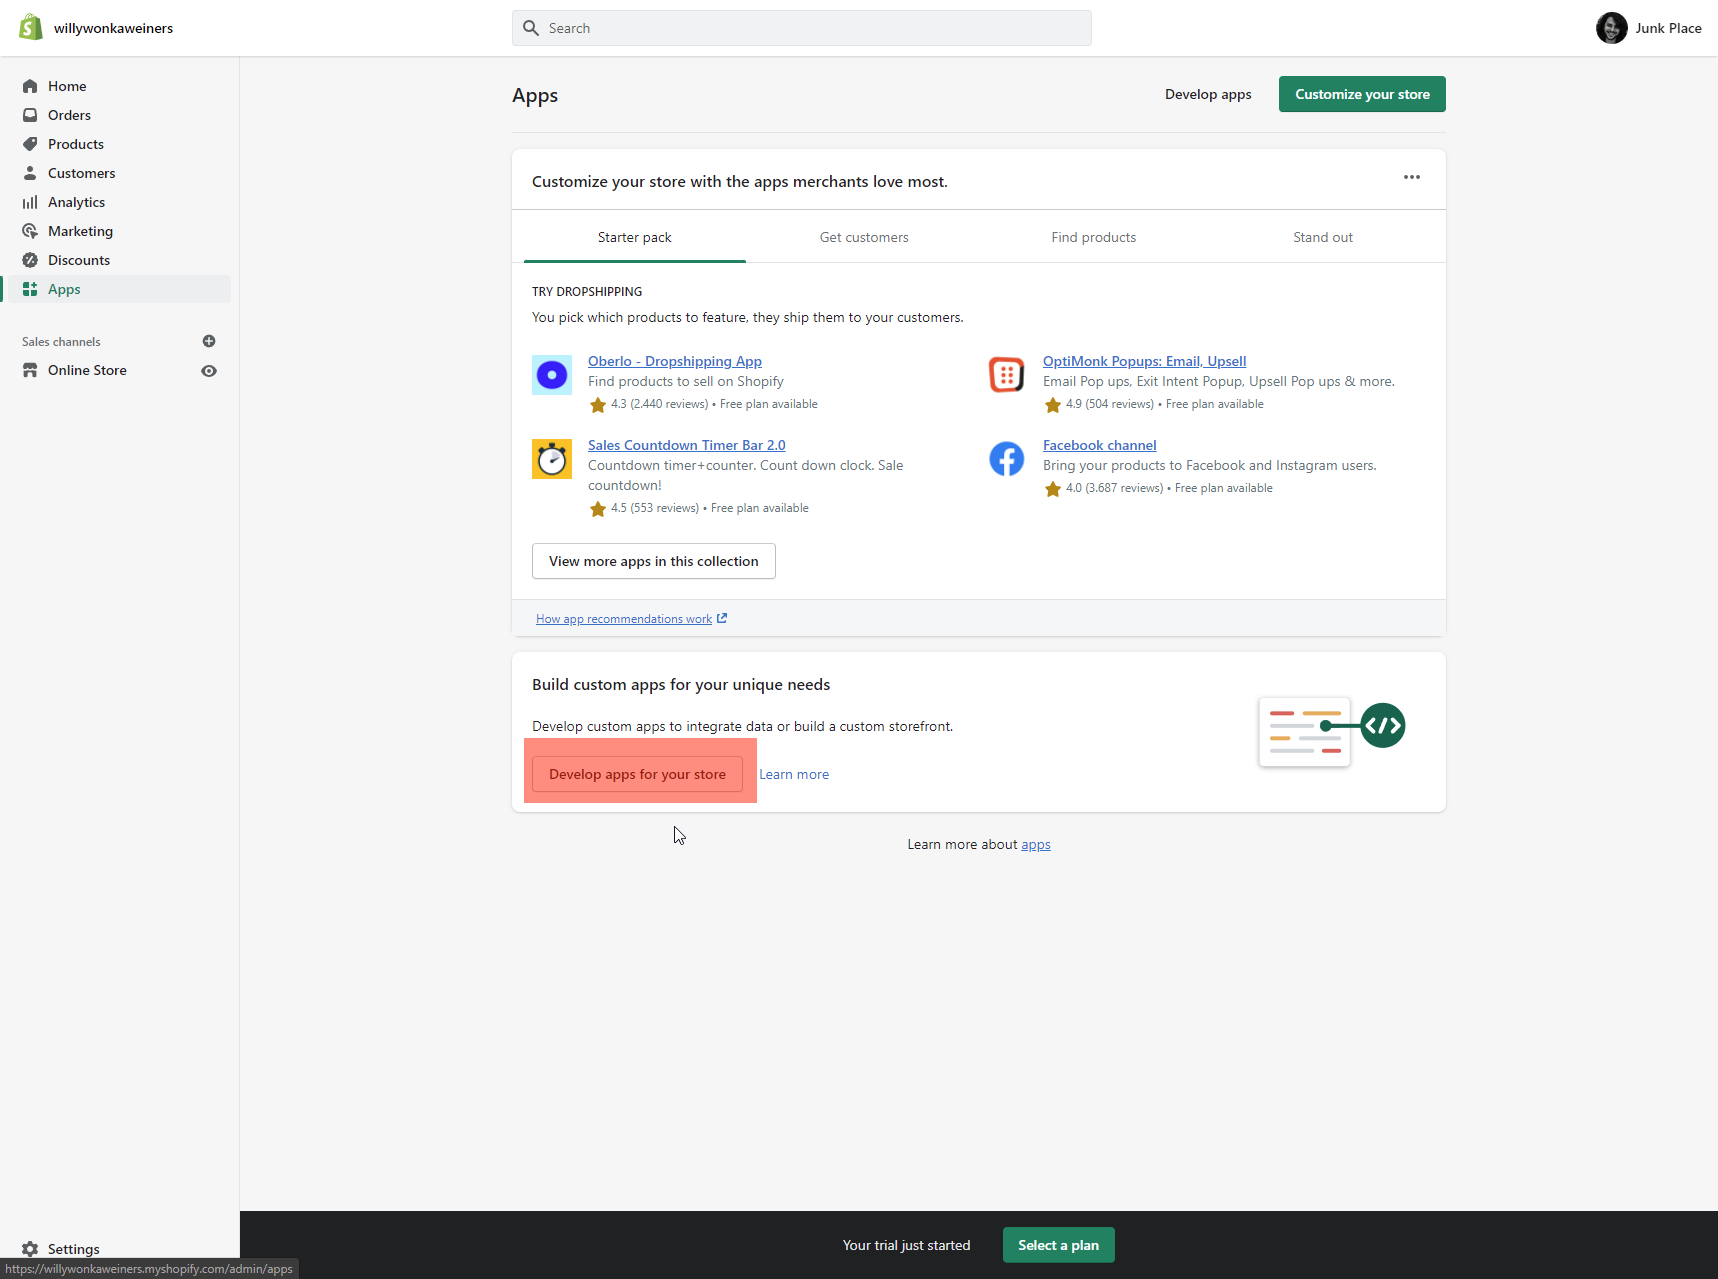 willywonkaweiners
Search
Junk Place
Home
Orders
Products
Customers
Analytics
Marketing
Discounts
Apps
Sales channels
Online Store
Settings
https://willywonkaweiners.myshopify.com/admin/apps
Apps
Develop apps
Customize your store
Customize your store with the apps merchants love most.
Starter pack
Get customers
Find products
Stand out
TRY DROPSHIPPING
You pick which products to feature, they ship them to your customers.
Oberlo - Dropshipping App
Find products to sell on Shopify
4.3 (2.440 reviews) • Free plan available
OptiMonk Popups: Email, Upsell
Email Pop ups, Exit Intent Popup, Upsell Pop ups & more.
4.9 (504 reviews) • Free plan available
Sales Countdown Timer Bar 2.0
Countdown timer+counter. Count down clock. Sale
countdown!
4.5 (553 reviews) • Free plan available
Facebook channel
Bring your products to Facebook and Instagram users.
4.0 (3.687 reviews) • Free plan available
View more apps in this collection
How app recommendations work
Build custom apps for your unique needs
Develop custom apps to integrate data or build a custom storefront.
Develop apps for your store
Learn more
Learn more about apps
Your trial just started
Select a plan